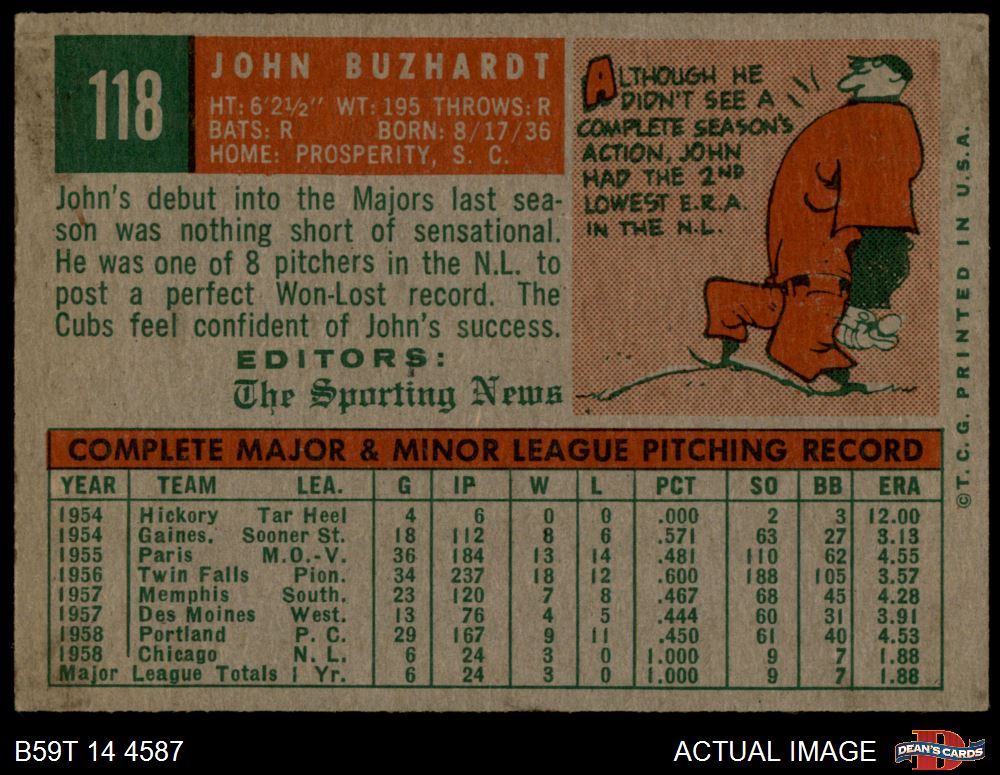 118
JOHN BUZHARDT
HT: 6'2½" WT: 195 THROWS: R
BATS: R BORN: 8/17/36
HOME: PROSPERITY, S. C.
John's debut into the Majors last sea-
son was nothing short of sensational.
He was one of 8 pitchers in the N.L. to
post a perfect Won-Lost record. The
Cubs feel confident of John's success.
EDITORS:
The Sporting News
ALTHOUGH HE
DIDN'T SEE A
COMPLETE SEASON'S
ACTION, JOHN
HAD THE 2ND
LOWEST E.R.A.
IN THE N.L.
COMPLETE MAJOR & MINOR LEAGUE PITCHING RECORD
YEAR TEAM LEA. G IP W L PCT SO BB ERA
1954 Hickory Tar Heel 4 6 0 0 .000 2 3 12.00
1954 Gaines. Sooner St. 18 112 8 6 .571 63 27 3.13
1955 Paris M.O.-V. 36 184 13 14 .481 110 62 4.55
1956 Twin Falls Pion. 34 237 18 12 .600 188 105 3.57
1957 Memphis South. 23 120 7 8 .467 68 45 4.28
1957 Des Moines West. 13 76 4 5 .444 60 31 3.91
1958 Portland P. C. 29 167 9 11 .450 61 40 4.53
1958 Chicago N. L. 6 24 3 0 1.000 9 7 1.88
Major League Totals 1 Yr. 6 24 3 0 1.000 9 7 1.88
©T. C. G. PRINTED IN U.S.A.
B59T 14 4587
ACTUAL IMAGE
DEAN'S CARDS